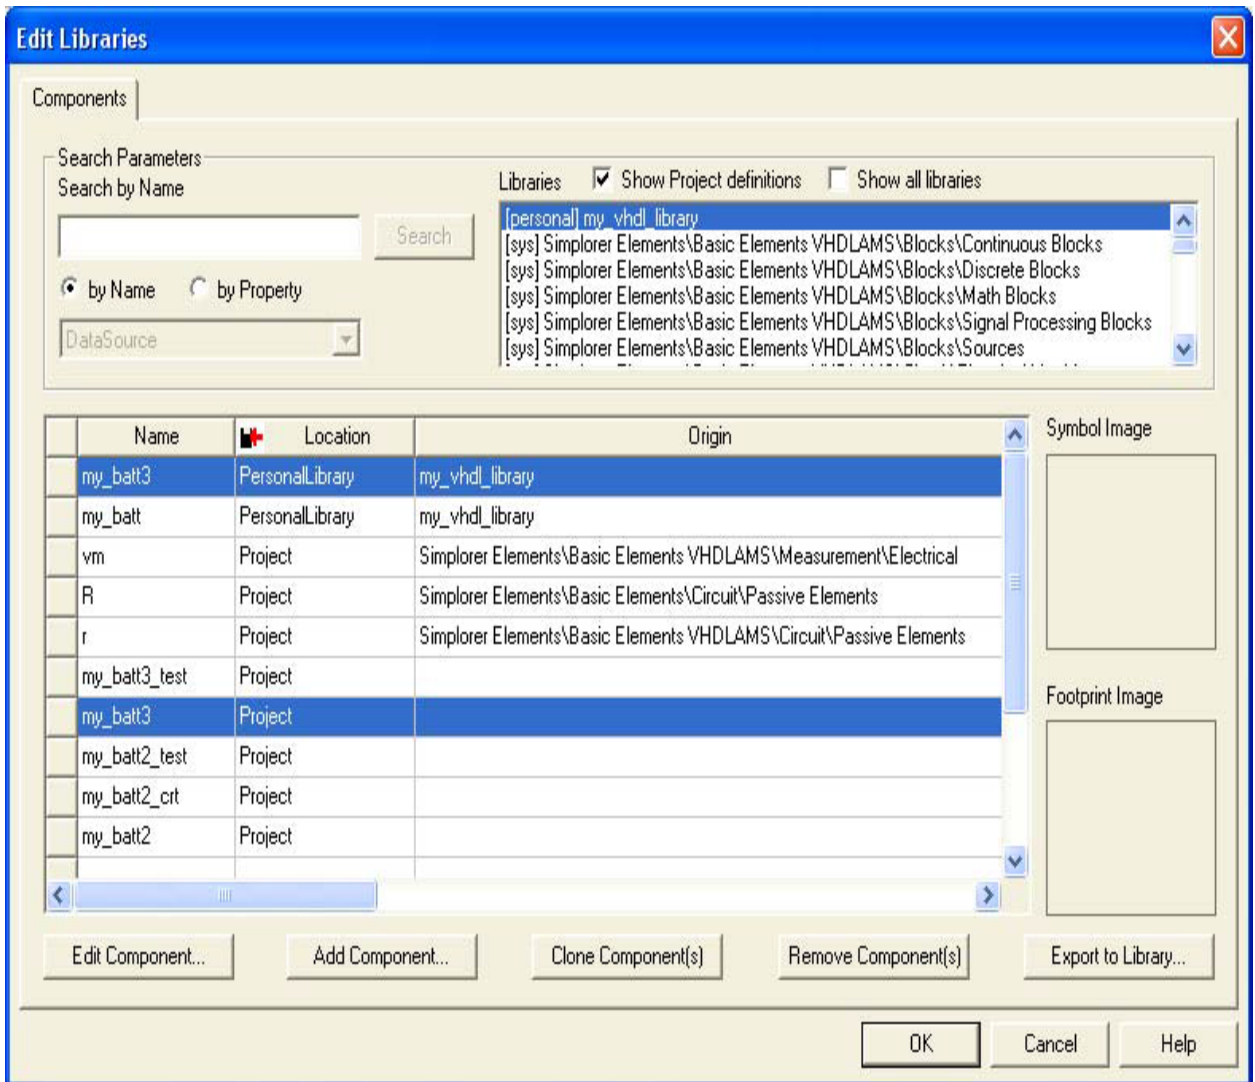 Edit Libraries
Components
Search Parameters
Search by Name
Search
by Name by Property
DataSource
Libraries Show Project definitions Show all libraries
[personal] my_vhdl_library
[sys] Simplorer Elements\Basic Elements VHDLAMS\Blocks\Continuous Blocks
[sys] Simplorer Elements\Basic Elements VHDLAMS\Blocks\Discrete Blocks
[sys] Simplorer Elements\Basic Elements VHDLAMS\Blocks\Math Blocks
[sys] Simplorer Elements\Basic Elements VHDLAMS\Blocks\Signal Processing Blocks
[sys] Simplorer Elements\Basic Elements VHDLAMS\Blocks\Sources
Name Location Origin
my_batt3 PersonalLibrary my_vhdl_library
my_batt PersonalLibrary my_vhdl_library
vm Project Simplorer Elements\Basic Elements VHDLAMS\Measurement\Electrical
R Project Simplorer Elements\Basic Elements\Circuit\Passive Elements
r Project Simplorer Elements\Basic Elements VHDLAMS\Circuit\Passive Elements
my_batt3_test Project
my_batt3 Project
my_batt2_test Project
my_batt2_crt Project
my_batt2 Project
Symbol Image
Footprint Image
Edit Component... Add Component... Clone Component(s) Remove Component(s) Export to Library...
OK Cancel Help